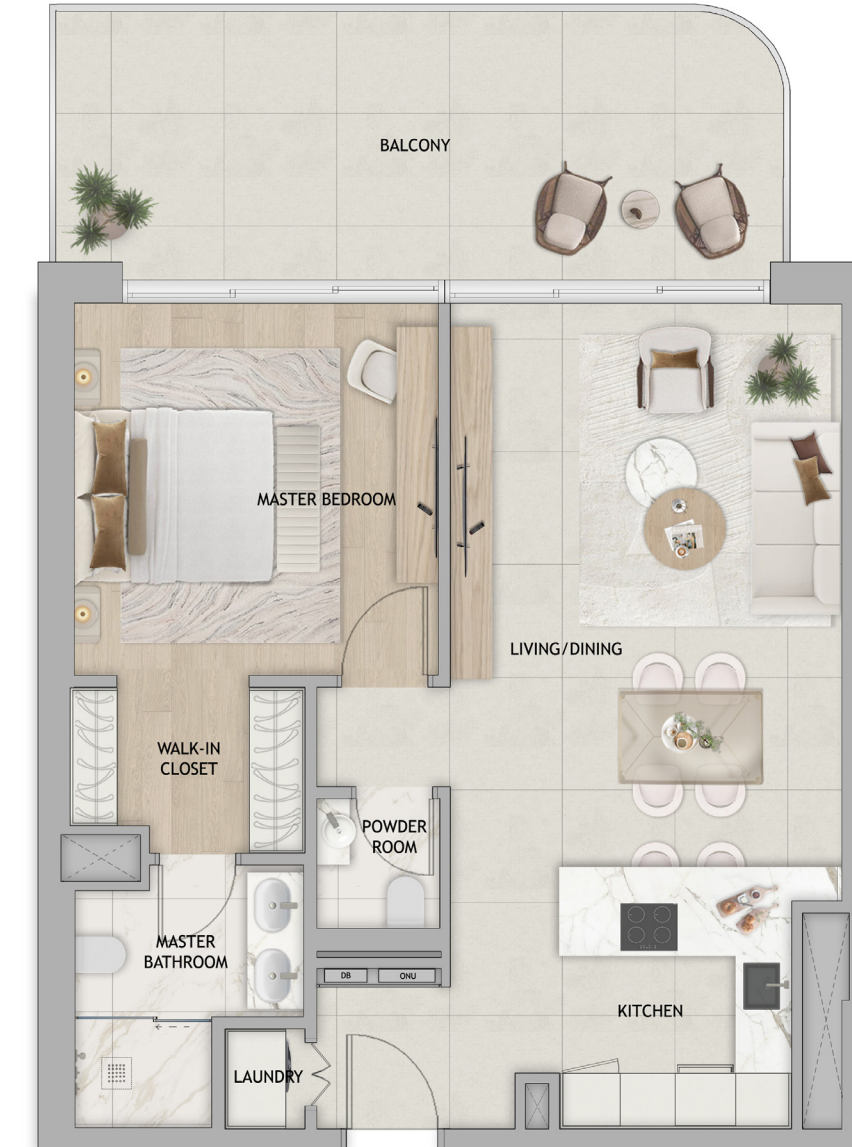 BALCONY
MASTER BEDROOM
LIVING/DINING
WALK-IN
CLOSET
POWDER
ROOM
MASTER
BATHROOM
DB
ONU
KITCHEN
LAUNDRY